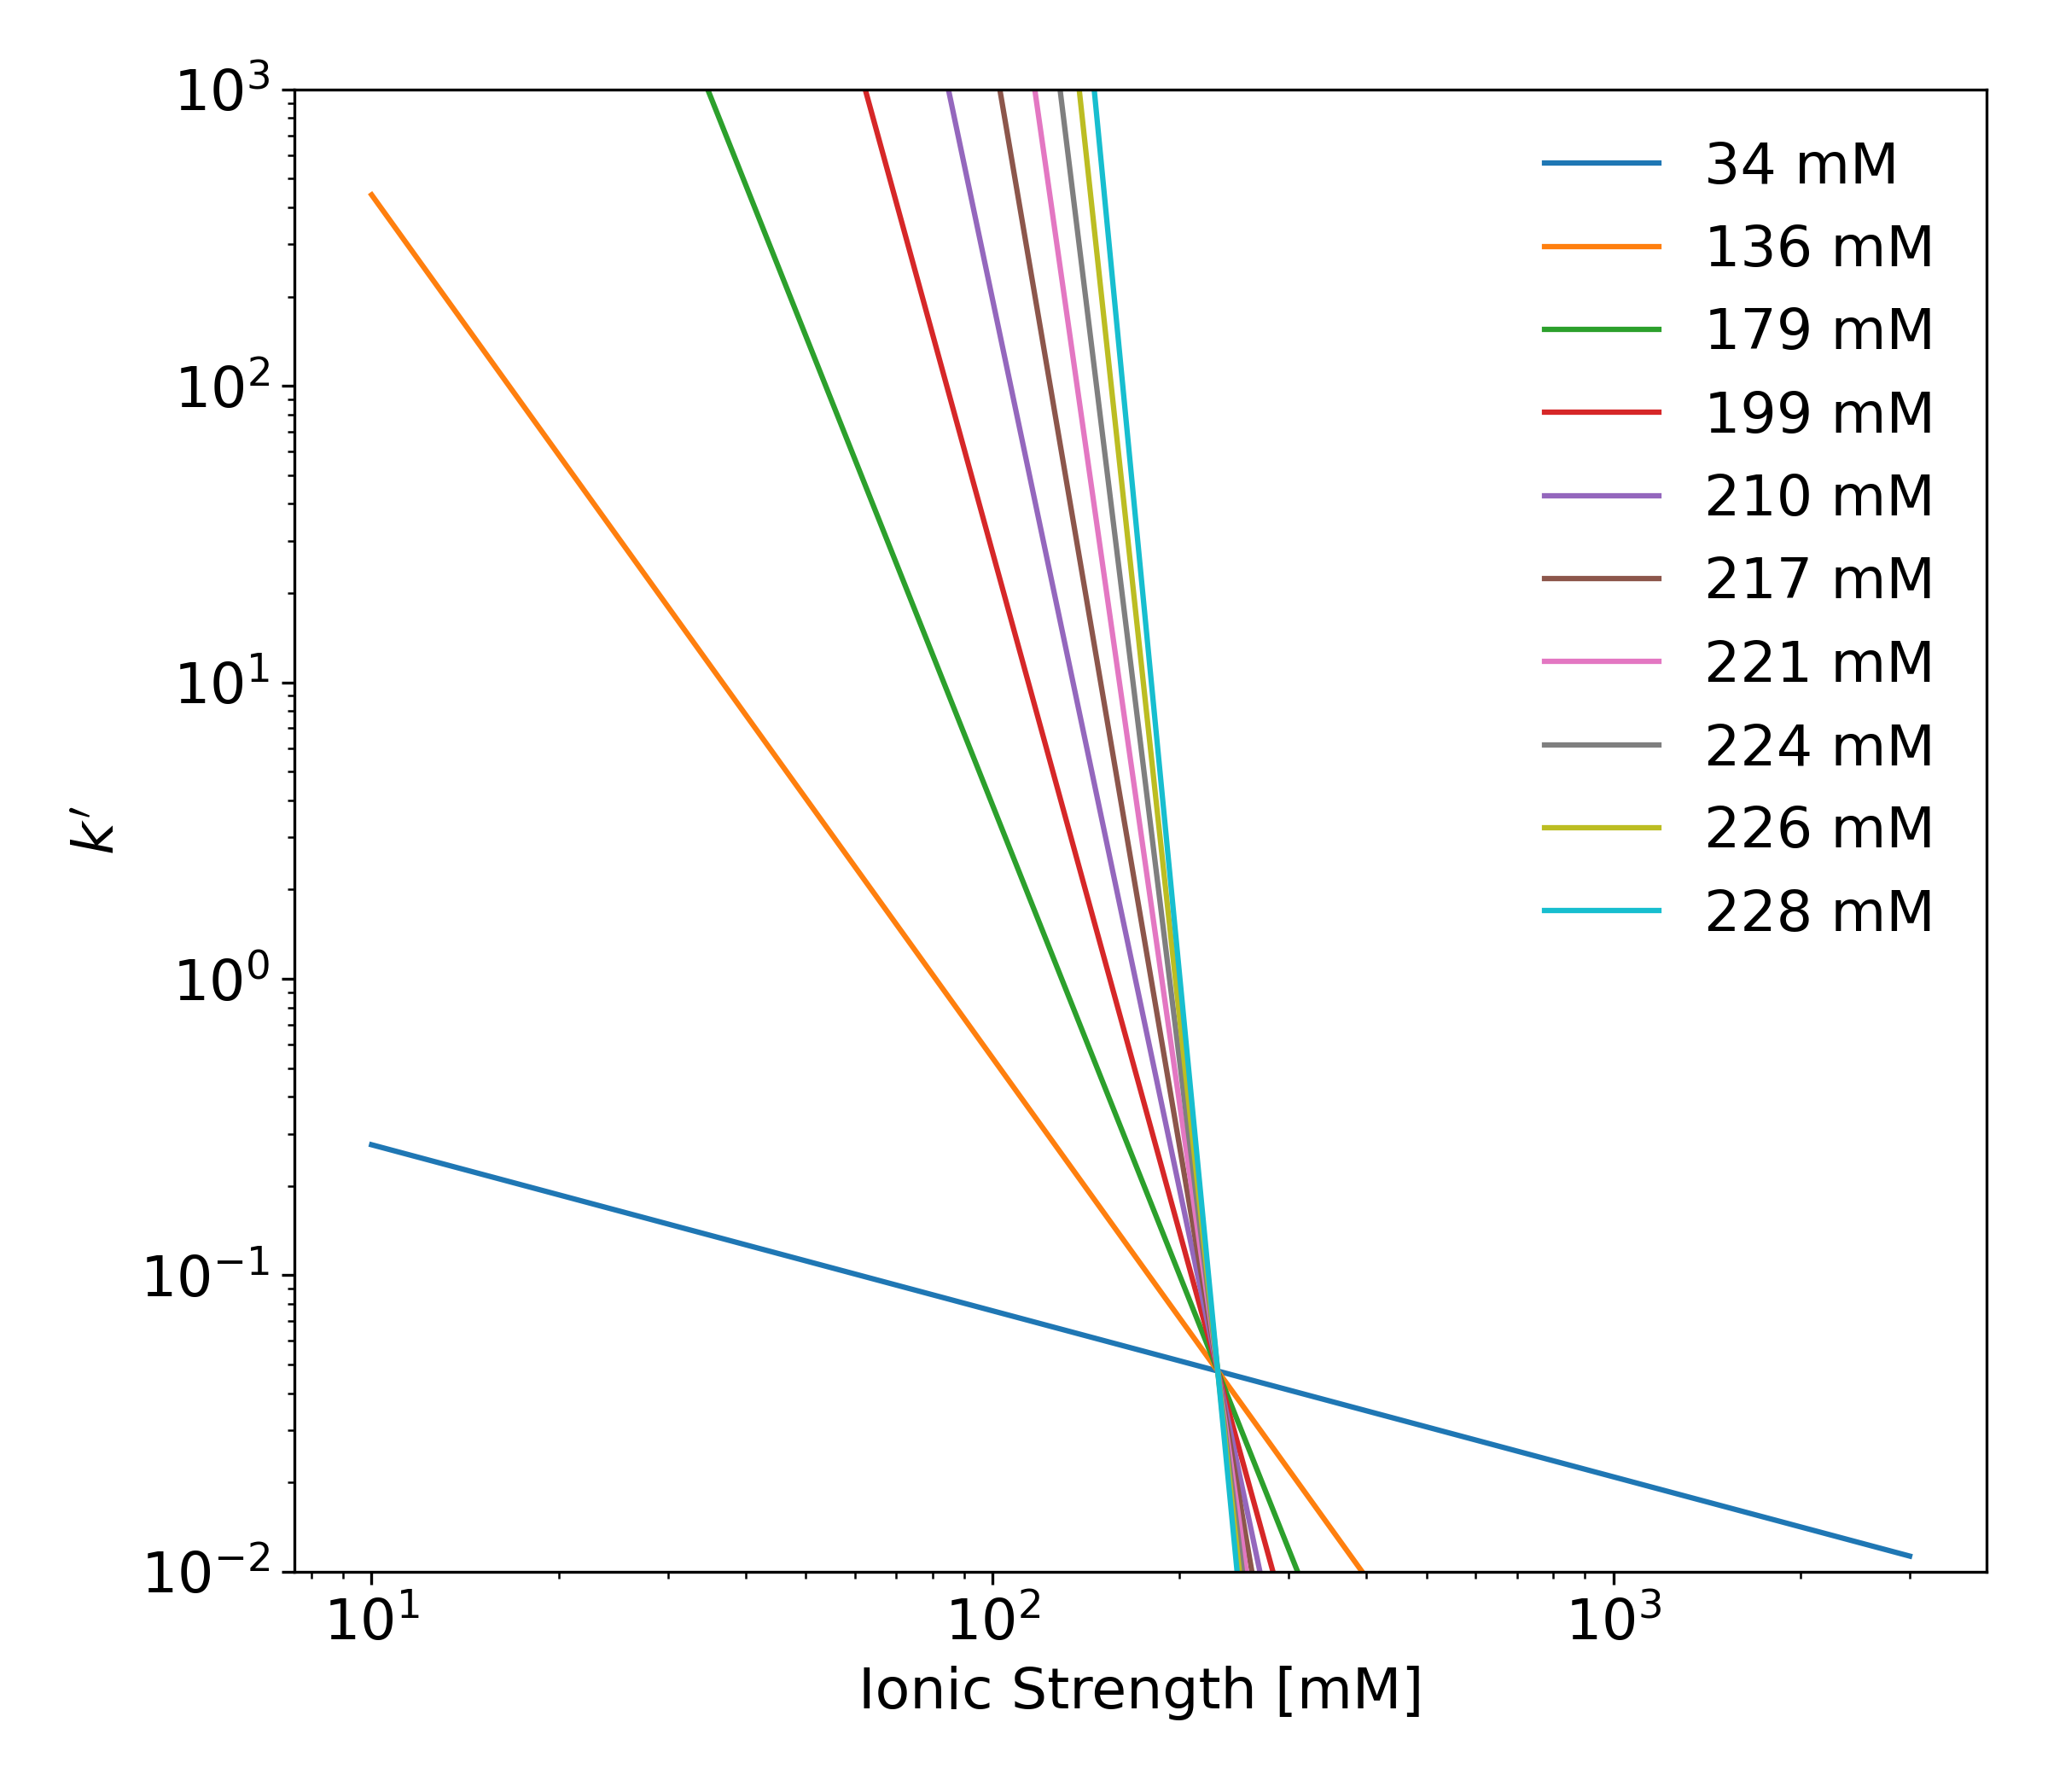 10³
10²
10¹
10⁰
10⁻¹
10⁻²
k′
34 mM
136 mM
179 mM
199 mM
210 mM
217 mM
221 mM
224 mM
226 mM
228 mM
10¹ 10² 10³
Ionic Strength [mM]